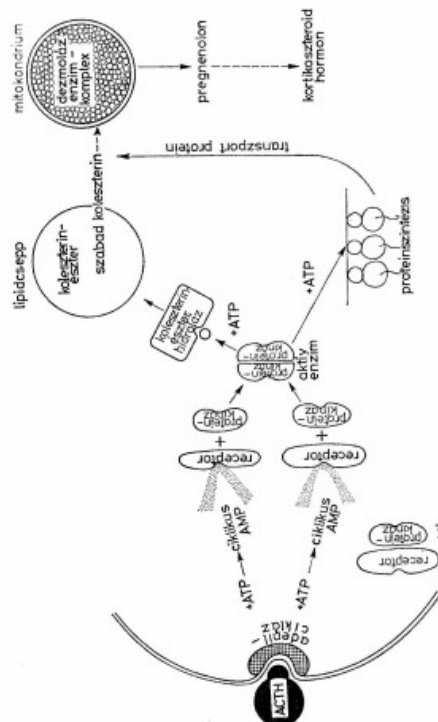 mitokondrium
dezmoláz
enzim-
komplex
pregnenolon
kortikoszteroid
hormon
lipidcsepp
koleszterin-
észter
szabad koleszterin
transzport protein
koleszterin-
észter
hidroláz
+ATP
+ATP
protein-
kináz
protein-
kináz
aktív
enzim
proteinszintézis
protein-
kináz
+
receptor
protein-
kináz
+
receptor
ciklikus
AMP
ciklikus
AMP
+ATP
+ATP
protein-
kináz
receptor
adenil-
cikláz
ACTH